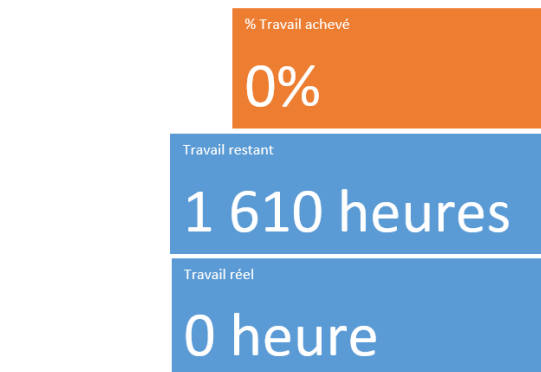 % Travail achevé
0%
Travail restant
1 610 heures
Travail réel
0 heure